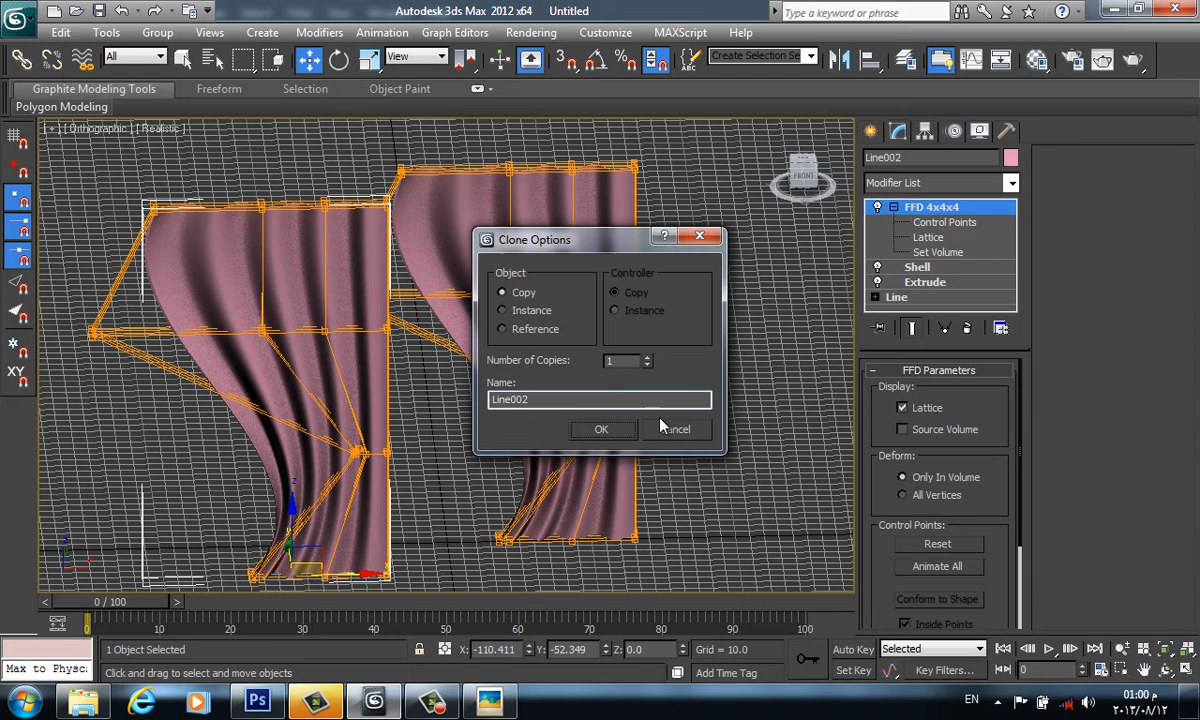 Autodesk 3ds Max 2012 x64 Untitled
Type a keyword or phrase
Edit Tools Group Views Create Modifiers Animation Graph Editors Rendering Customize MAXScript Help
All
View
Create Selection Se
Graphite Modeling Tools Freeform Selection Object Paint
Polygon Modeling
[ + ] [ Orthographic ] [ Realistic ]
FRONT
Line002
Modifier List
FFD 4x4x4
Control Points
Lattice
Set Volume
Shell
Extrude
Line
Clone Options
Object
Controller
Copy
Copy
Instance
Instance
Reference
Number of Copies:
1
Name:
Line002
OK
FFD Parameters
Display:
Lattice
Source Volume
Deform:
Only In Volume
All Vertices
Control Points:
Reset
Animate All
Conform to Shape
Inside Points
XY
z
0 / 100
10 20 30 40 50 60 70 80 90 100
1 Object Selected
X: -110.411 Y: -52.349 Z: 0.0 Grid = 10.0
Auto Key Selected
Max to Physc
Click and drag to select and move objects
Add Time Tag
Set Key Key Filters...
0
Ps
EN
01:00 م
٢٠١٣/٠٨/١٢